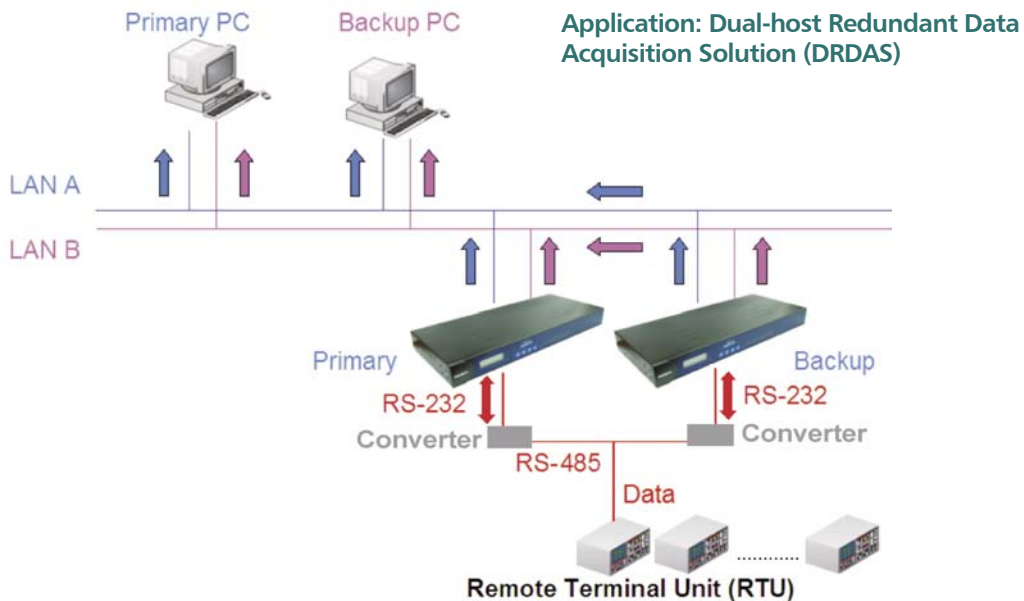 Primary PC
Backup PC
Application: Dual-host Redundant Data
Acquisition Solution (DRDAS)
LAN A
LAN B
Primary
Backup
RS-232
RS-232
Converter
Converter
RS-485
Data
Remote Terminal Unit (RTU)